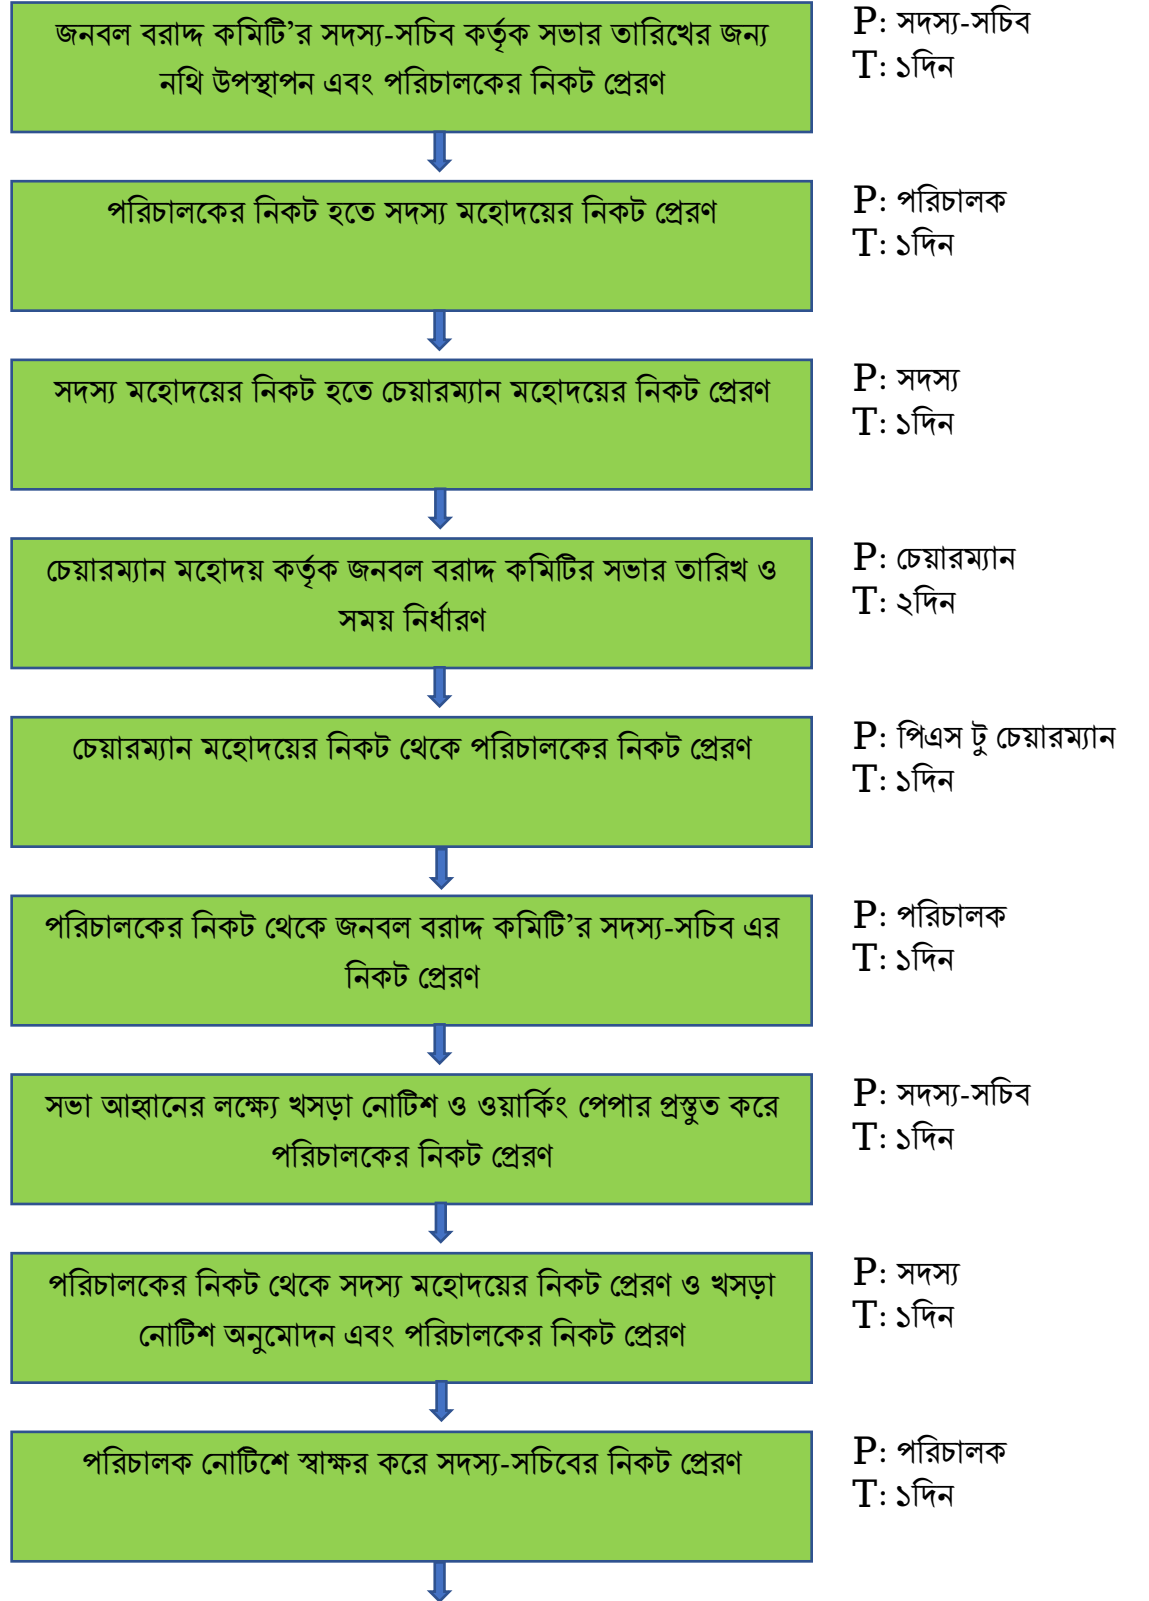 জনবল বরাদ্দ কমিটি’র সদস্য-সচিব কর্তৃক সভার তারিখের জন্য
নথি উপস্থাপন এবং পরিচালকের নিকট প্রেরণ
P: সদস্য-সচিব
T: ১দিন
পরিচালকের নিকট হতে সদস্য মহোদয়ের নিকট প্রেরণ
P: পরিচালক
T: ১দিন
সদস্য মহোদয়ের নিকট হতে চেয়ারম্যান মহোদয়ের নিকট প্রেরণ
P: সদস্য
T: ১দিন
চেয়ারম্যান মহোদয় কর্তৃক জনবল বরাদ্দ কমিটির সভার তারিখ ও
সময় নির্ধারণ
P: চেয়ারম্যান
T: ২দিন
চেয়ারম্যান মহোদয়ের নিকট থেকে পরিচালকের নিকট প্রেরণ
P: পিএস টু চেয়ারম্যান
T: ১দিন
পরিচালকের নিকট থেকে জনবল বরাদ্দ কমিটি’র সদস্য-সচিব এর
নিকট প্রেরণ
P: পরিচালক
T: ১দিন
সভা আহ্বানের লক্ষ্যে খসড়া নোটিশ ও ওয়ার্কিং পেপার প্রস্তুত করে
পরিচালকের নিকট প্রেরণ
P: সদস্য-সচিব
T: ১দিন
পরিচালকের নিকট থেকে সদস্য মহোদয়ের নিকট প্রেরণ ও খসড়া
নোটিশ অনুমোদন এবং পরিচালকের নিকট প্রেরণ
P: সদস্য
T: ১দিন
পরিচালক নোটিশে স্বাক্ষর করে সদস্য-সচিবের নিকট প্রেরণ
P: পরিচালক
T: ১দিন